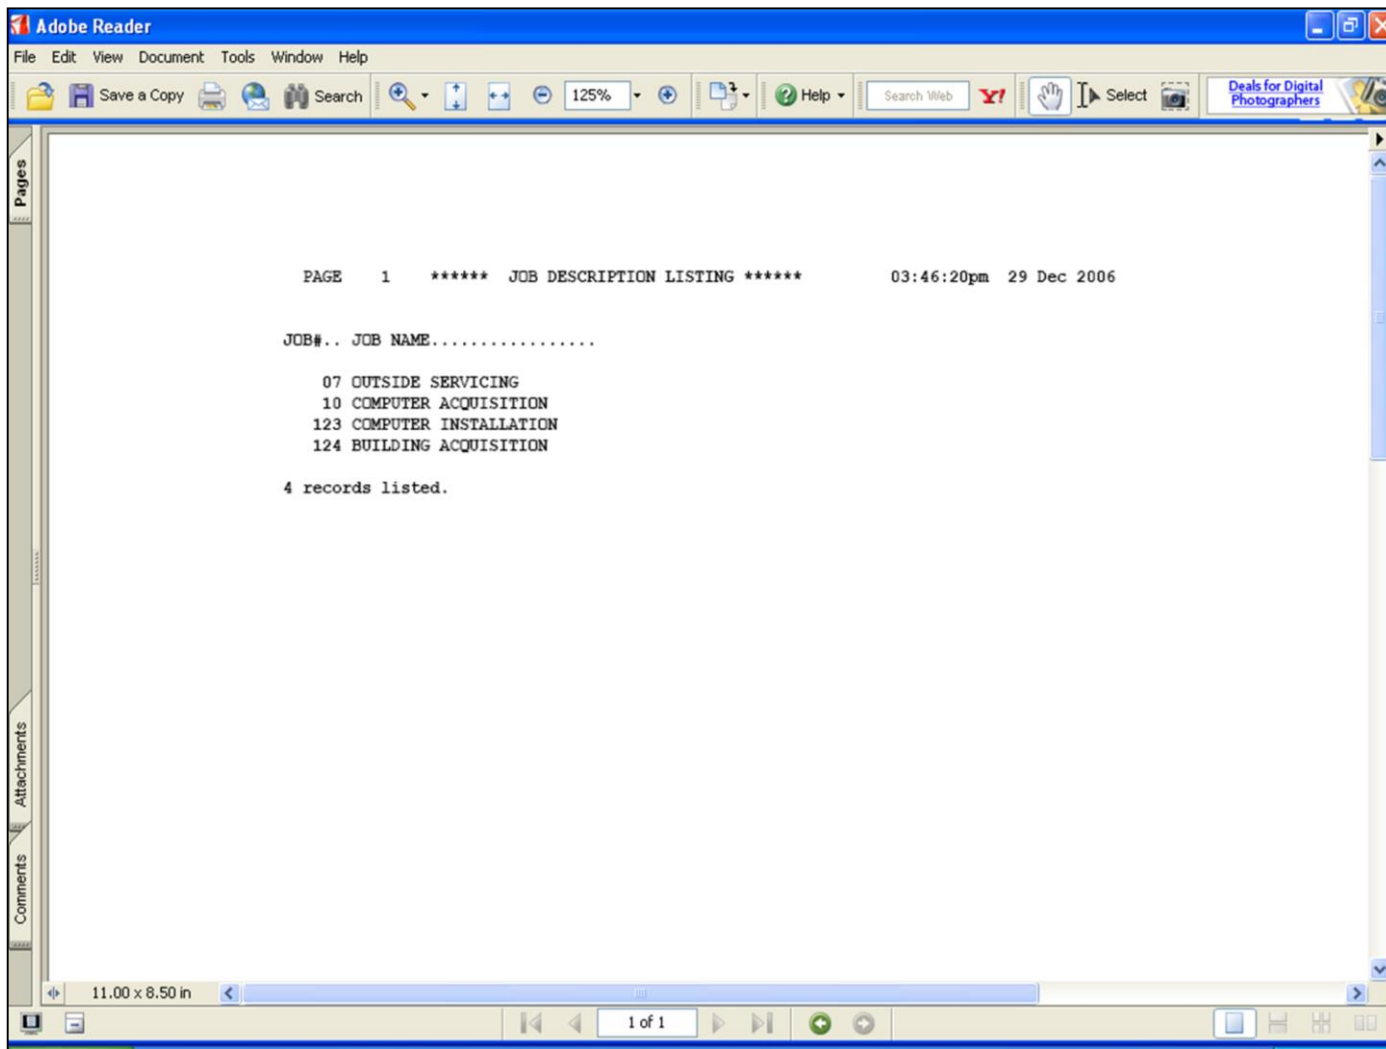 Adobe Reader
File Edit View Document Tools Window Help
Save a Copy Search 125% Help Search Web Y! Select Deals for Digital
Photographers
Pages
PAGE 1 ****** JOB DESCRIPTION LISTING ****** 03:46:20pm 29 Dec 2006
JOB#.. JOB NAME.................
07 OUTSIDE SERVICING
10 COMPUTER ACQUISITION
123 COMPUTER INSTALLATION
124 BUILDING ACQUISITION
4 records listed.
Attachments
Comments
11.00 x 8.50 in
1 of 1